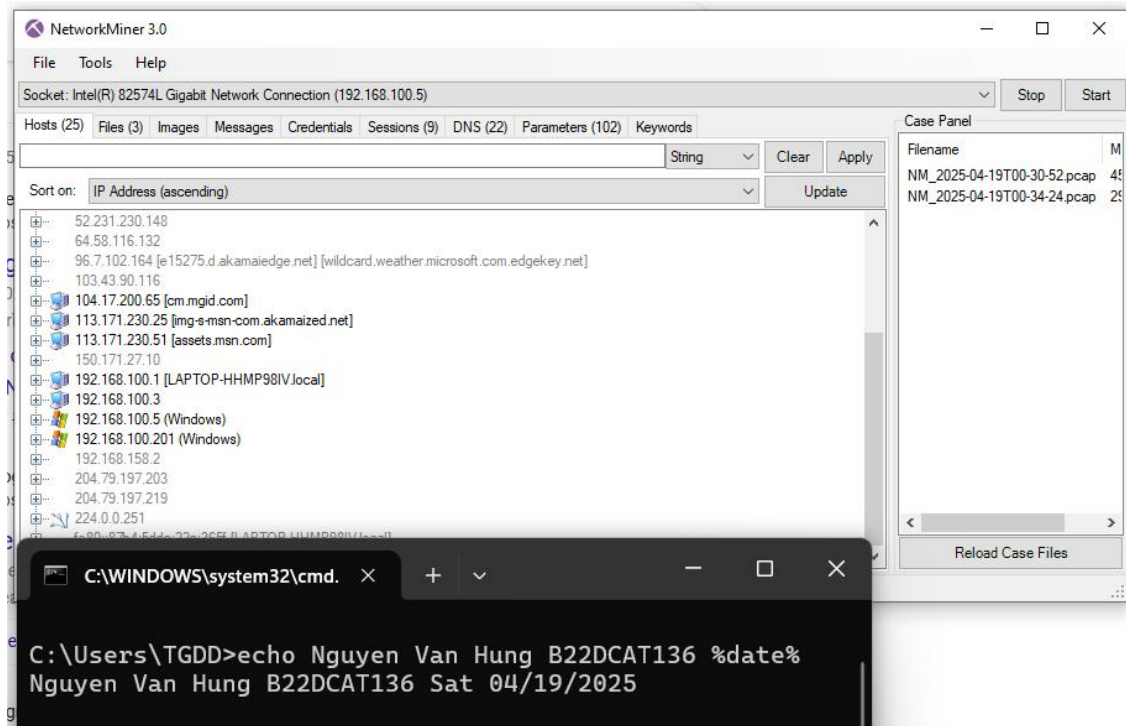 NetworkMiner 3.0
File Tools Help
Socket: Intel(R) 82574L Gigabit Network Connection (192.168.100.5) Stop Start
Hosts (25) Files (3) Images Messages Credentials Sessions (9) DNS (22) Parameters (102) Keywords
String Clear Apply
Sort on: IP Address (ascending) Update
52.231.230.148
64.58.116.132
96.7.102.164 [e15275.d.akamaiedge.net] [wildcard.weather.microsoft.com.edgekey.net]
103.43.90.116
104.17.200.65 [cm.mgid.com]
113.171.230.25 [img-s-msn-com.akamaized.net]
113.171.230.51 [assets.msn.com]
150.171.27.10
192.168.100.1 [LAPTOP-HHMP98IV.local]
192.168.100.3
192.168.100.5 (Windows)
192.168.100.201 (Windows)
192.168.158.2
204.79.197.203
204.79.197.219
224.0.0.251
Case Panel
Filename M
NM_2025-04-19T00-30-52.pcap 45
NM_2025-04-19T00-34-24.pcap 29
Reload Case Files
C:\WINDOWS\system32\cmd.
C:\Users\TGDD>echo Nguyen Van Hung B22DCAT136 %date%
Nguyen Van Hung B22DCAT136 Sat 04/19/2025